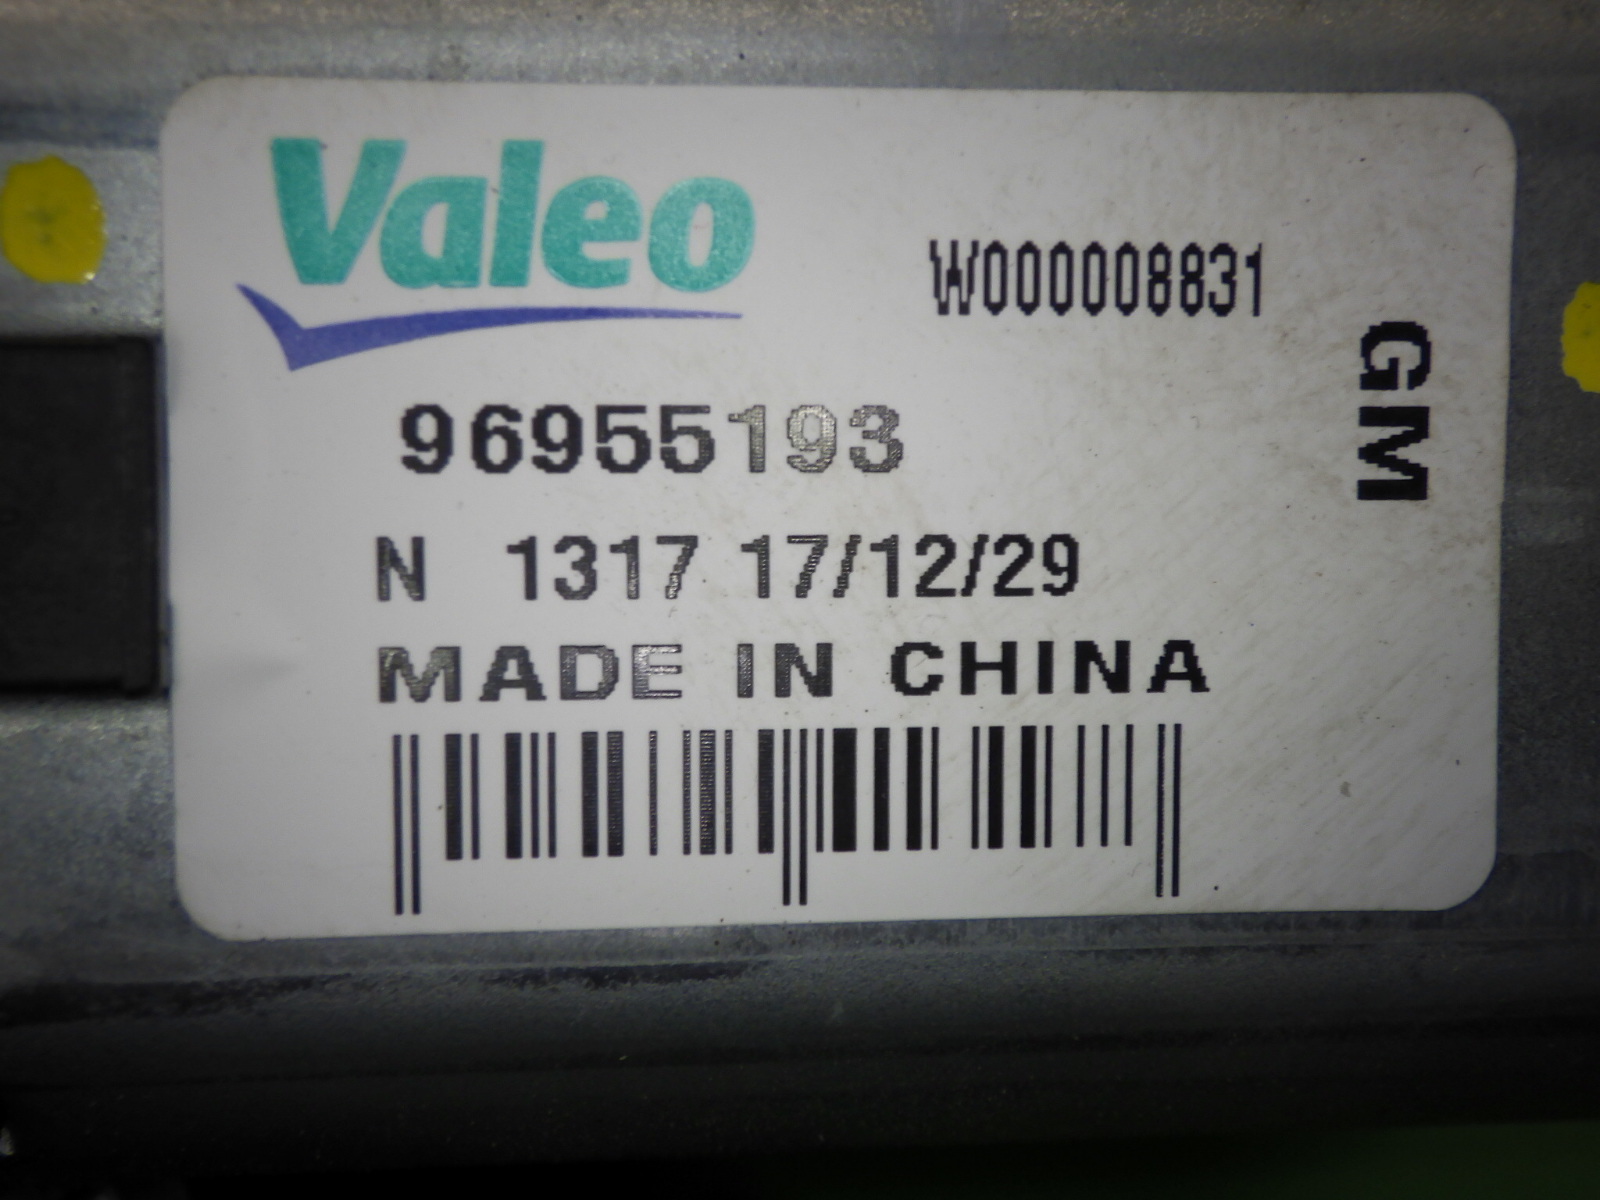 Valeo
W000008831
GM
96955193
N 1317 17/12/29
MADE IN CHINA